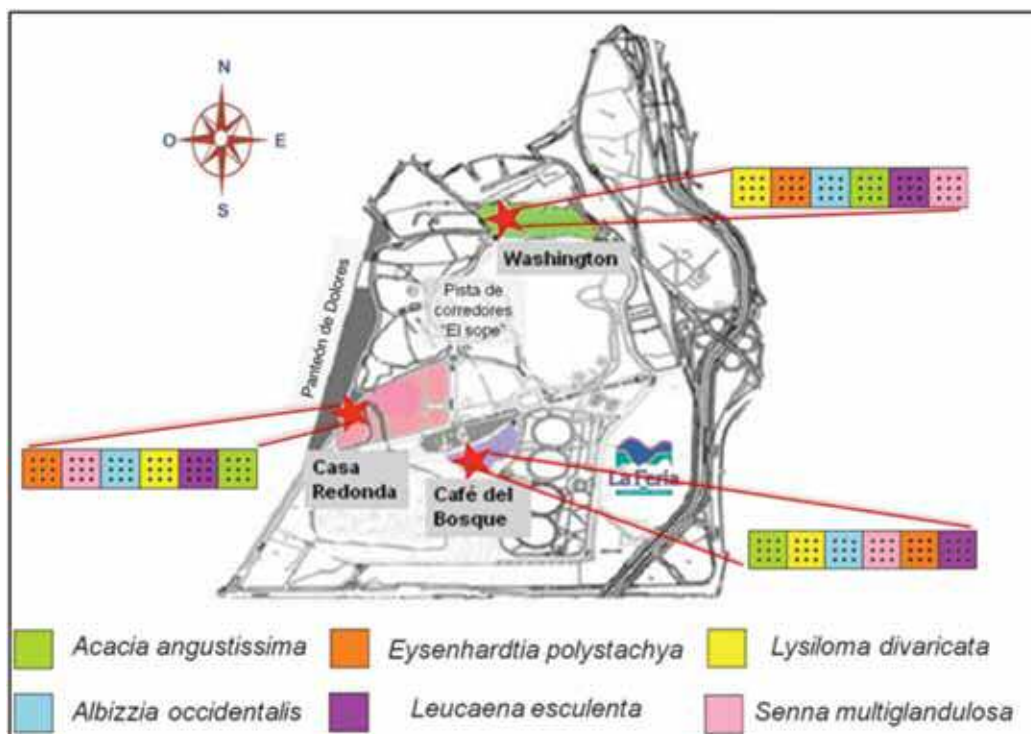 N
O
E
S
Washington
Pista de
corredores
"El sope"
Panteón de Dolores
Casa
Redonda
Café del
Bosque
La Feria
Acacia angustissima
Eysenhardtia polystachya
Lysiloma divaricata
Albizzia occidentalis
Leucaena esculenta
Senna multiglandulosa